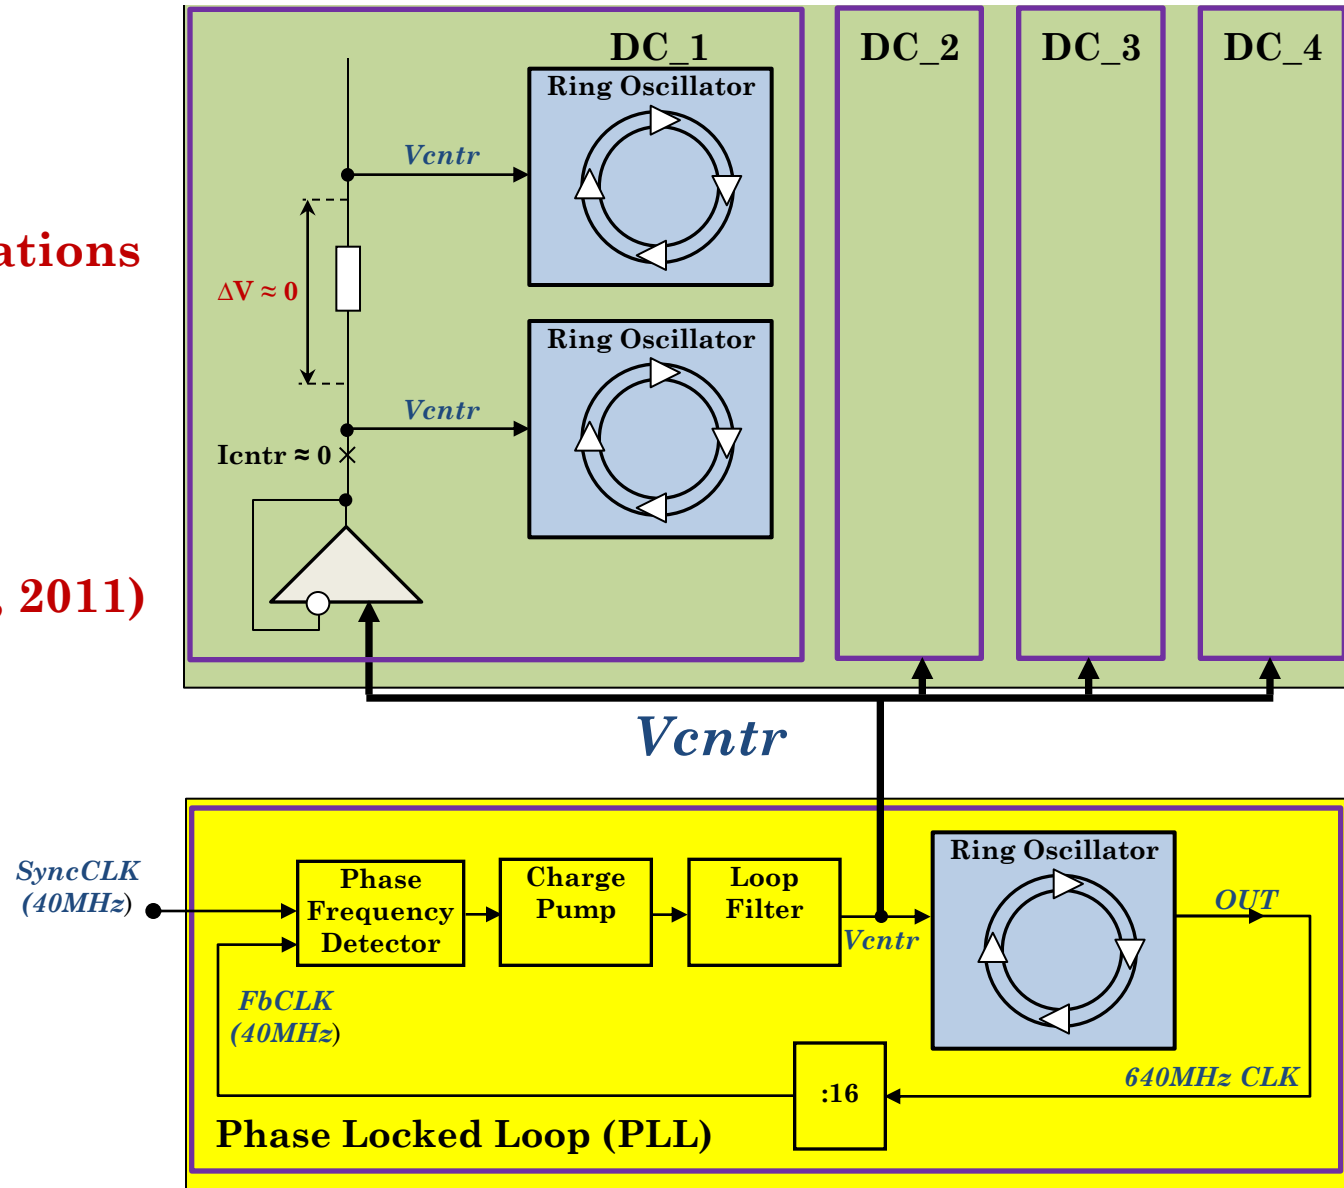 DC_1
DC_2
DC_3
DC_4
Ring Oscillator
Vcntr
ations
ΔV ≈ 0
Ring Oscillator
Vcntr
Icntr ≈ 0
, 2011)
Vcntr
SyncCLK
(40MHz)
Phase
Frequency
Detector
Charge
Pump
Loop
Filter
Vcntr
Ring Oscillator
OUT
FbCLK
(40MHz)
:16
640MHz CLK
Phase Locked Loop (PLL)